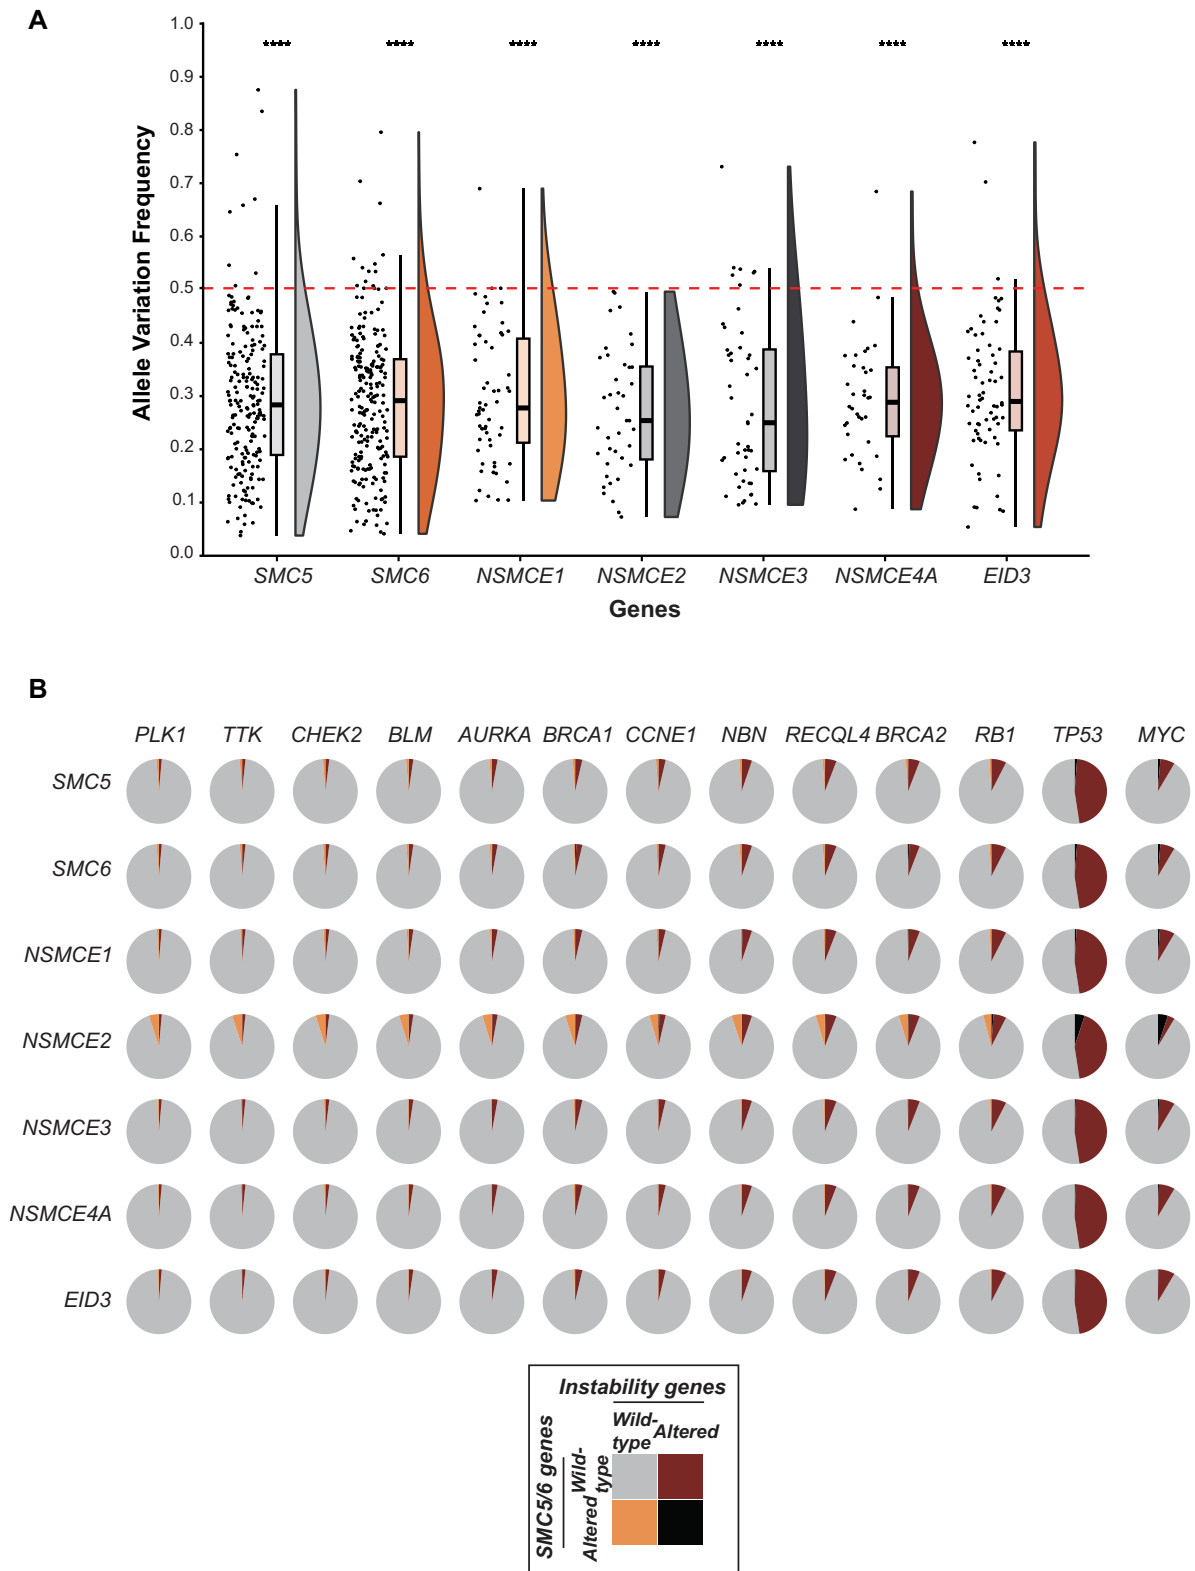 A
1.0
0.9
0.8
0.7
0.6
0.5
0.4
0.3
0.2
0.1
0.0
Allele Variation Frequency
**** **** **** **** **** **** ****
SMC5 SMC6 NSMCE1 NSMCE2 NSMCE3 NSMCE4A EID3
Genes
B
PLK1 TTK CHEK2 BLM AURKA BRCA1 CCNE1 NBN RECQL4 BRCA2 RB1 TP53 MYC
SMC5
SMC6
NSMCE1
NSMCE2
NSMCE3
NSMCE4A
EID3
Instability genes
Wild-
type
Altered
SMC5/6 genes
Wild-
type
Altered